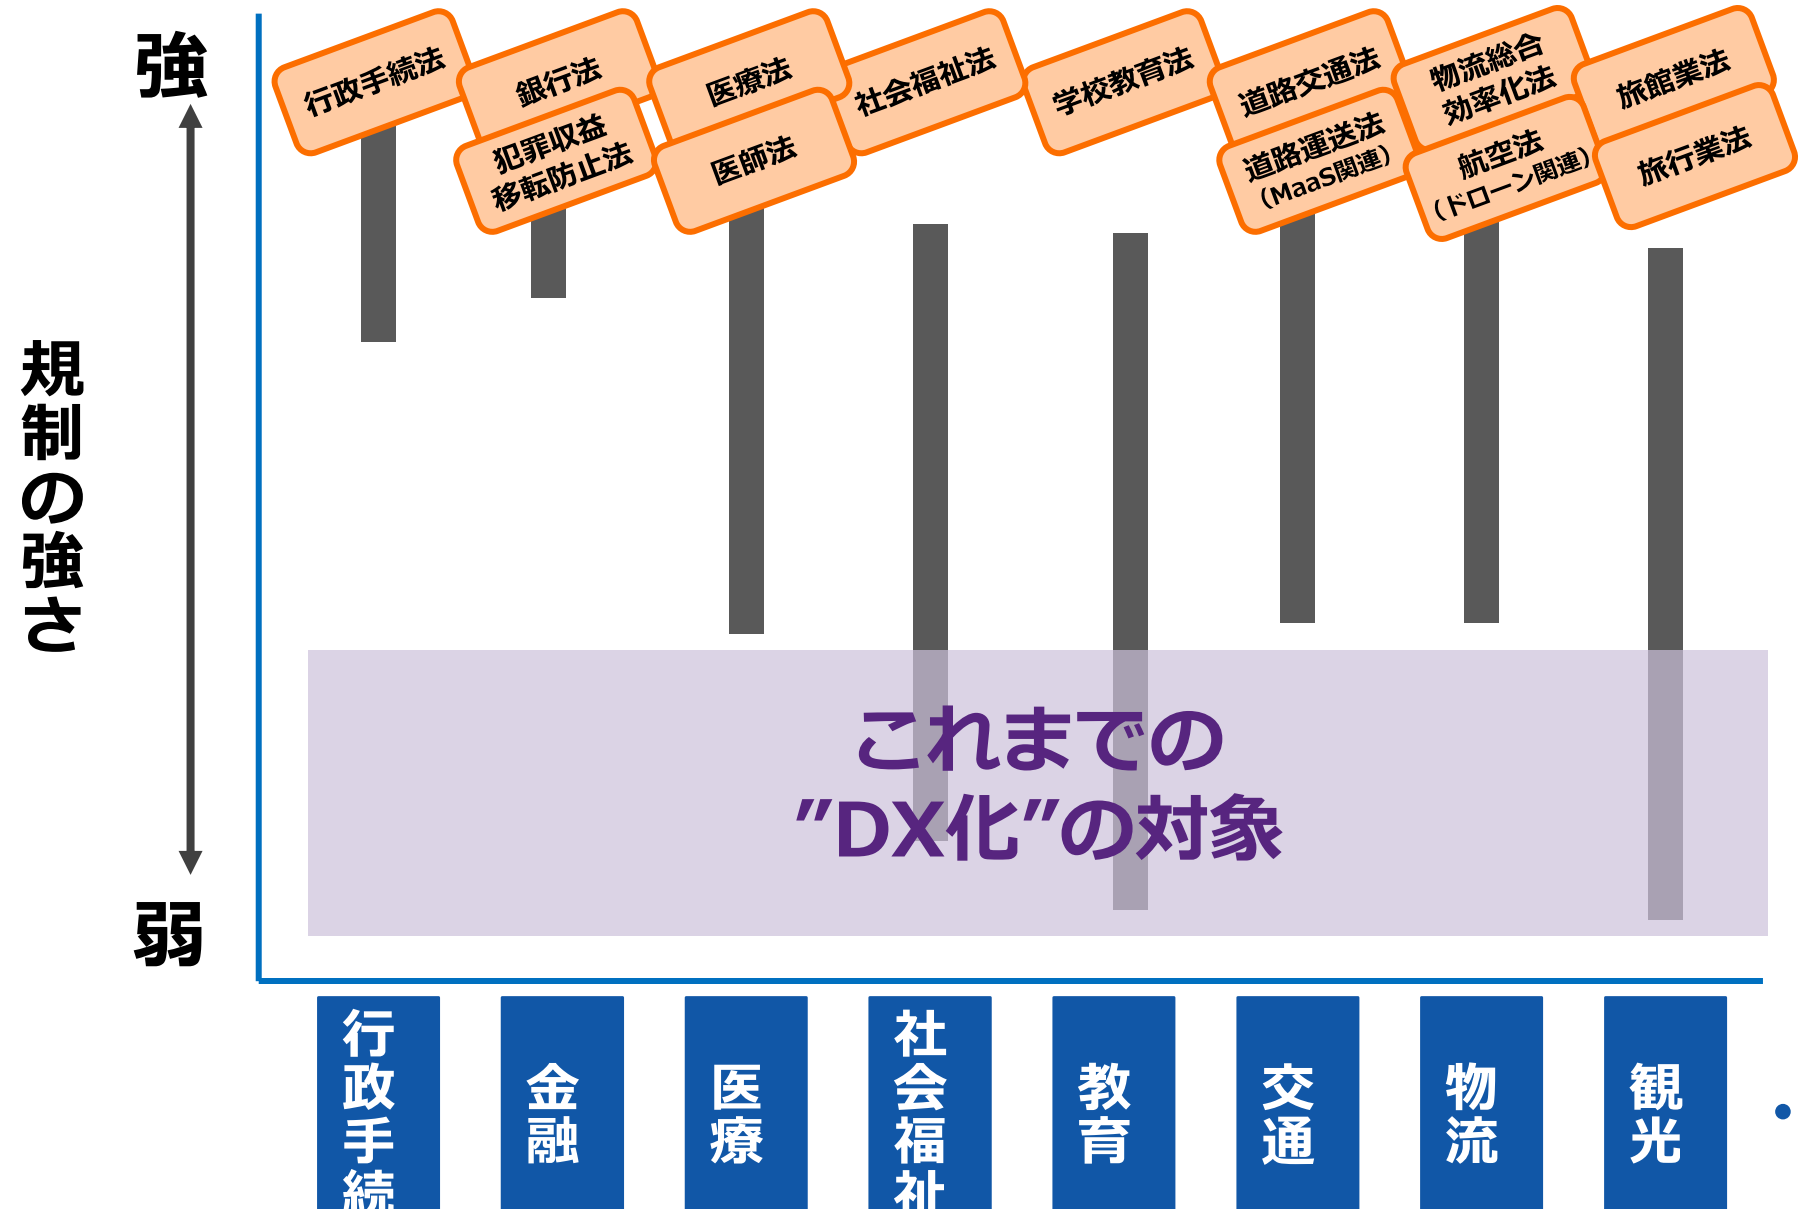 強
規制の強さ
弱
行政手続法
銀行法
犯罪収益
移転防止法
医療法
医師法
社会福祉法
学校教育法
道路交通法
道路運送法
（MaaS関連）
物流総合
効率化法
航空法
（ドローン関連）
旅館業法
旅行業法
これまでの
”DX化”の対象
行政手続
金融
医療
社会福祉
教育
交通
物流
観光